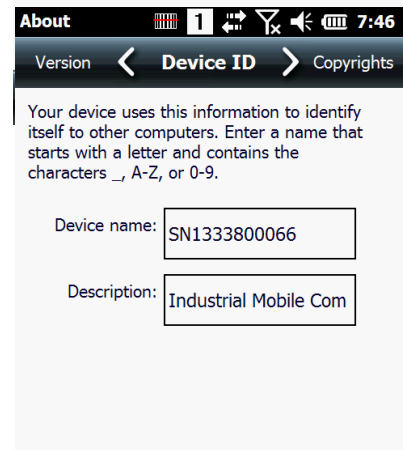 About 1 7:46
Version Device ID Copyrights
Your device uses this information to identify
itself to other computers. Enter a name that
starts with a letter and contains the
characters _, A-Z, or 0-9.
Device name: SN1333800066
Description: Industrial Mobile Com